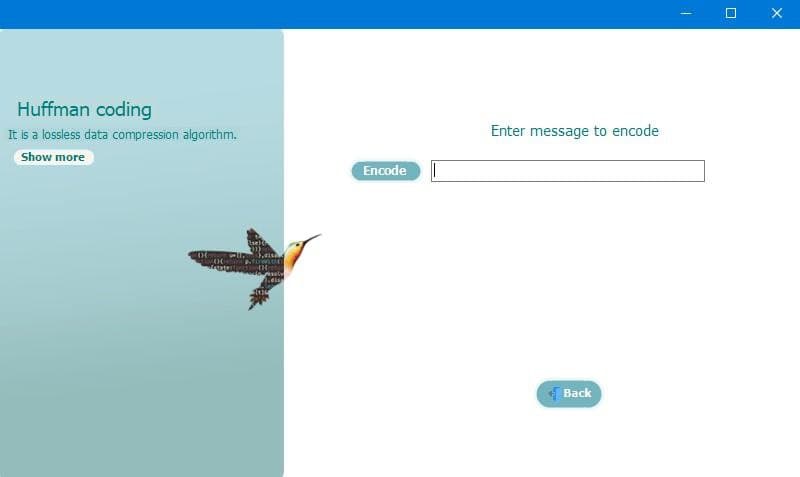 Huffman coding
It is a lossless data compression algorithm.
Show more
Enter message to encode
Encode
Back